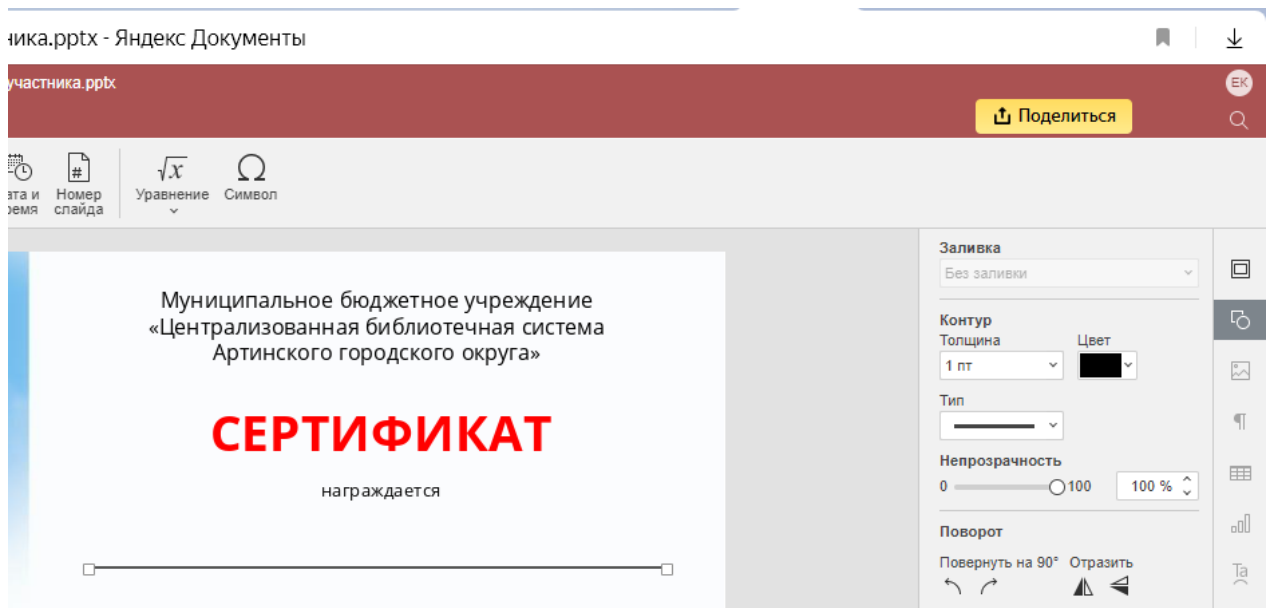 ника.pptx - Яндекс Документы
участника.pptx
EK
Поделиться
ата и
ремя
#
Номер
слайда
√x
Уравнение
Ω
Символ
Муниципальное бюджетное учреждение
«Централизованная библиотечная система
Артинского городского округа»
СЕРТИФИКАТ
награждается
Заливка
Без заливки
Контур
Толщина Цвет
1 пт
Тип
Непрозрачность
0 100 100 %
Поворот
Повернуть на 90° Отразить
¶
Ta